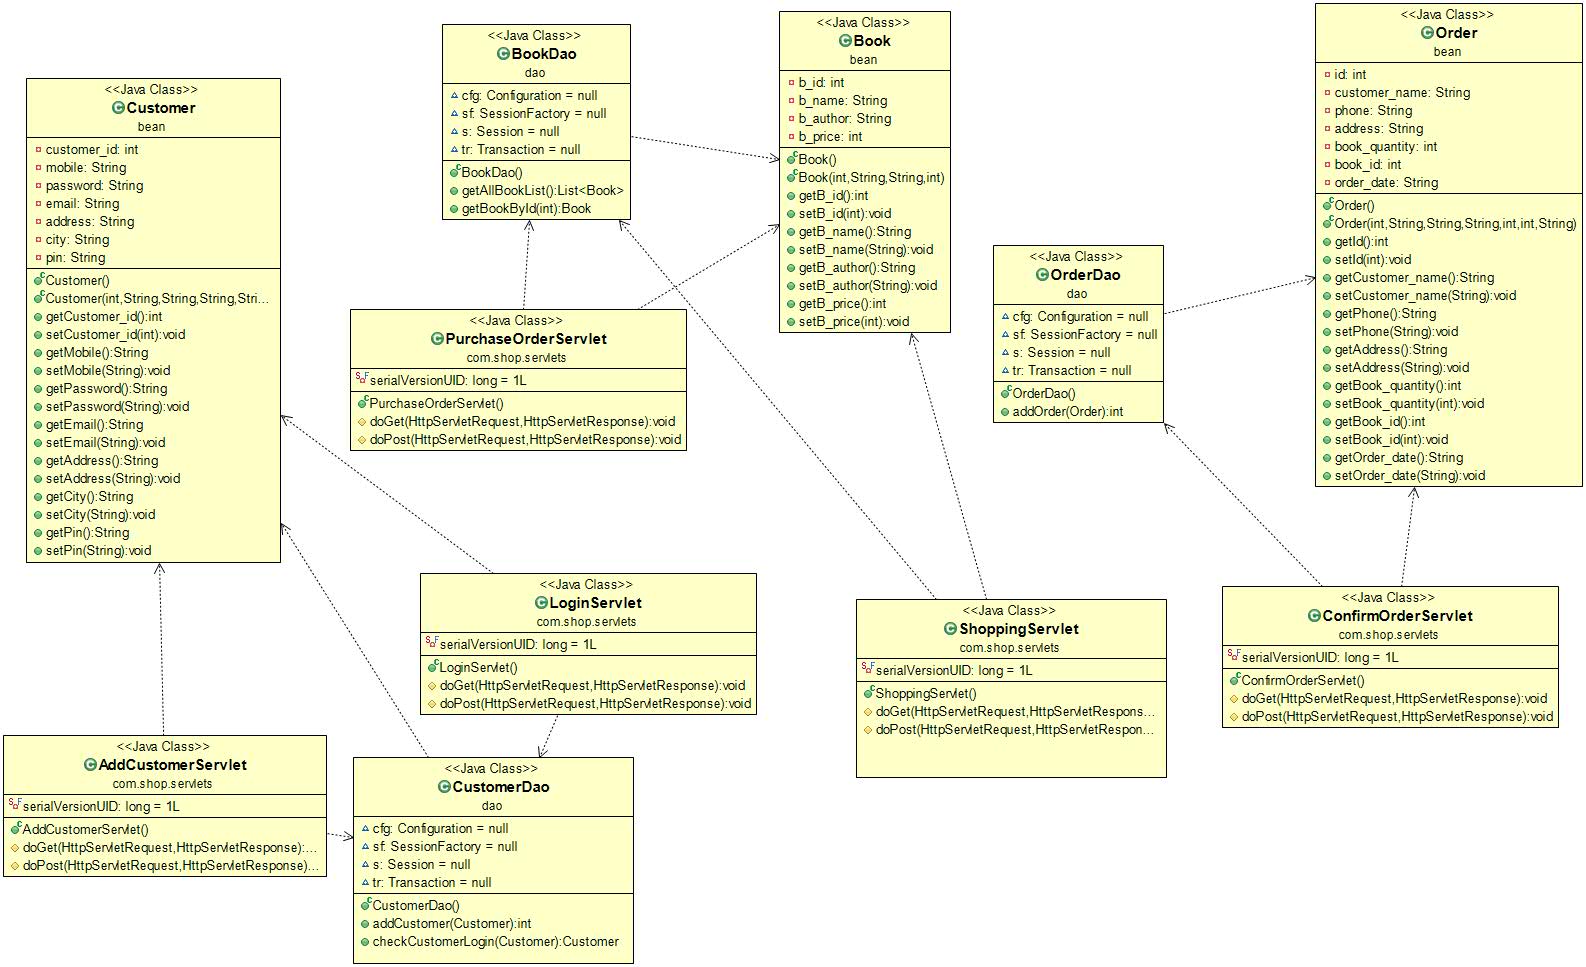 <<Java Class>>
Customer
bean
customer_id: int
mobile: String
password: String
email: String
address: String
city: String
pin: String
Customer()
Customer(int,String,String,String,Stri...
getCustomer_id():int
setCustomer_id(int):void
getMobile():String
setMobile(String):void
getPassword():String
setPassword(String):void
getEmail():String
setEmail(String):void
getAddress():String
setAddress(String):void
getCity():String
setCity(String):void
getPin():String
setPin(String):void
<<Java Class>>
BookDao
dao
cfg: Configuration = null
sf: SessionFactory = null
s: Session = null
tr: Transaction = null
BookDao()
getAllBookList():List<Book>
getBookById(int):Book
<<Java Class>>
Book
bean
b_id: int
b_name: String
b_author: String
b_price: int
Book()
Book(int,String,String,int)
getB_id():int
setB_id(int):void
getB_name():String
setB_name(String):void
getB_author():String
setB_author(String):void
getB_price():int
setB_price(int):void
<<Java Class>>
Order
bean
id: int
customer_name: String
phone: String
address: String
book_quantity: int
book_id: int
order_date: String
Order()
Order(int,String,String,String,int,int,String)
getId():int
setId(int):void
getCustomer_name():String
setCustomer_name(String):void
getPhone():String
setPhone(String):void
getAddress():String
setAddress(String):void
getBook_quantity():int
setBook_quantity(int):void
getBook_id():int
setBook_id(int):void
getOrder_date():String
setOrder_date(String):void
<<Java Class>>
OrderDao
dao
cfg: Configuration = null
sf: SessionFactory = null
s: Session = null
tr: Transaction = null
OrderDao()
addOrder(Order):int
<<Java Class>>
PurchaseOrderServlet
com.shop.servlets
serialVersionUID: long = 1L
PurchaseOrderServlet()
doGet(HttpServletRequest,HttpServletResponse):void
doPost(HttpServletRequest,HttpServletResponse):void
<<Java Class>>
LoginServlet
com.shop.servlets
serialVersionUID: long = 1L
LoginServlet()
doGet(HttpServletRequest,HttpServletResponse):void
doPost(HttpServletRequest,HttpServletResponse):void
<<Java Class>>
ShoppingServlet
com.shop.servlets
serialVersionUID: long = 1L
ShoppingServlet()
doGet(HttpServletRequest,HttpServletRespons...
doPost(HttpServletRequest,HttpServletRespon...
<<Java Class>>
ConfirmOrderServlet
com.shop.servlets
serialVersionUID: long = 1L
ConfirmOrderServlet()
doGet(HttpServletRequest,HttpServletResponse):void
doPost(HttpServletRequest,HttpServletResponse):void
<<Java Class>>
AddCustomerServlet
com.shop.servlets
serialVersionUID: long = 1L
AddCustomerServlet()
doGet(HttpServletRequest,HttpServletResponse):...
doPost(HttpServletRequest,HttpServletResponse)...
<<Java Class>>
CustomerDao
dao
cfg: Configuration = null
sf: SessionFactory = null
s: Session = null
tr: Transaction = null
CustomerDao()
addCustomer(Customer):int
checkCustomerLogin(Customer):Customer